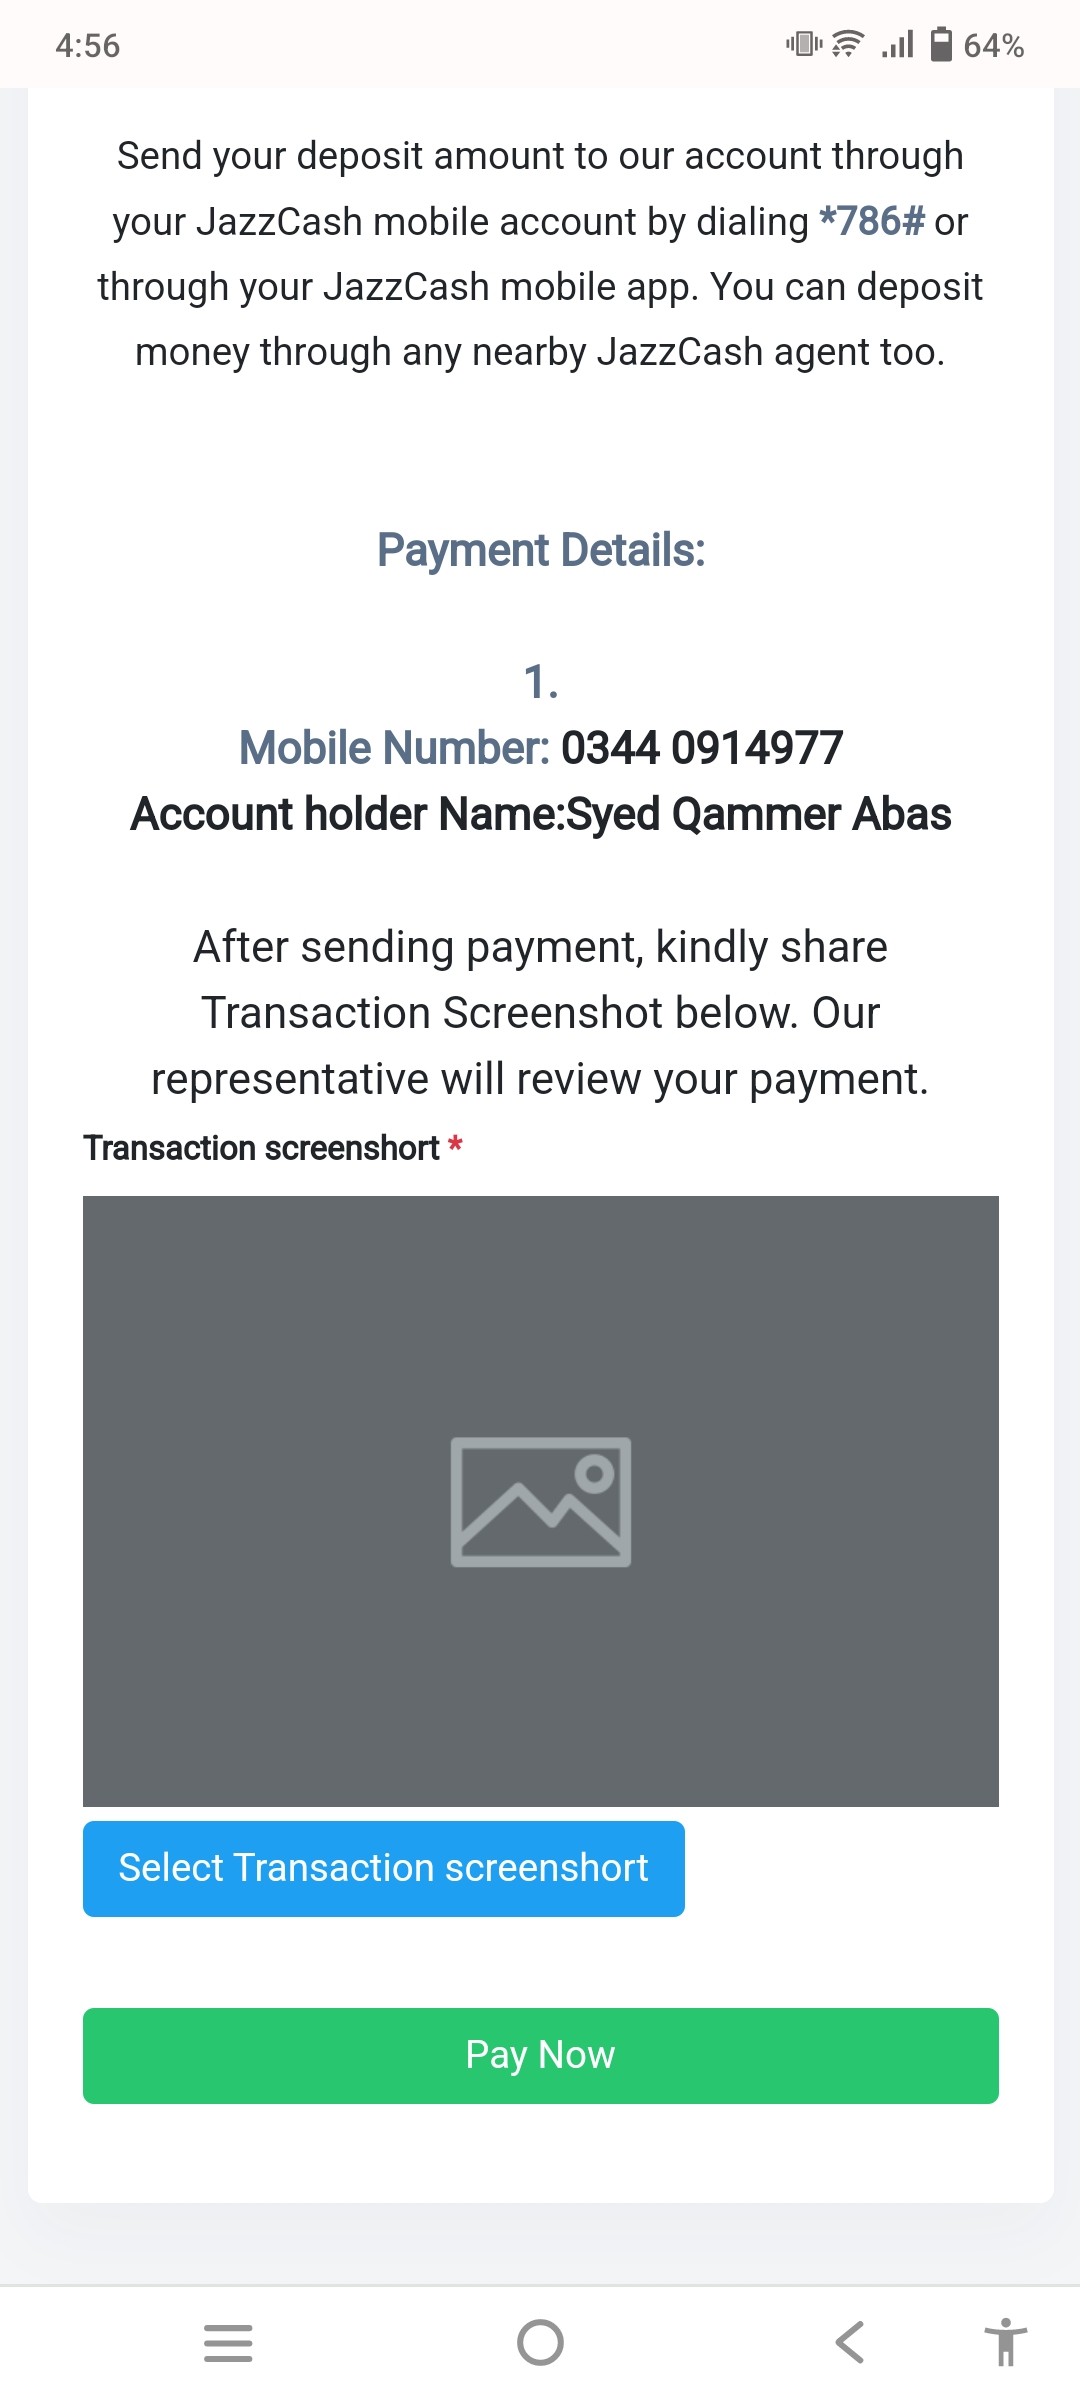 4:56
64%
Send your deposit amount to our account through
your JazzCash mobile account by dialing *786# or
through your JazzCash mobile app. You can deposit
money through any nearby JazzCash agent too.
Payment Details:
1.
Mobile Number: 0344 0914977
Account holder Name:Syed Qammer Abas
After sending payment, kindly share
Transaction Screenshot below. Our
representative will review your payment.
Transaction screenshort *
Select Transaction screenshort
Pay Now